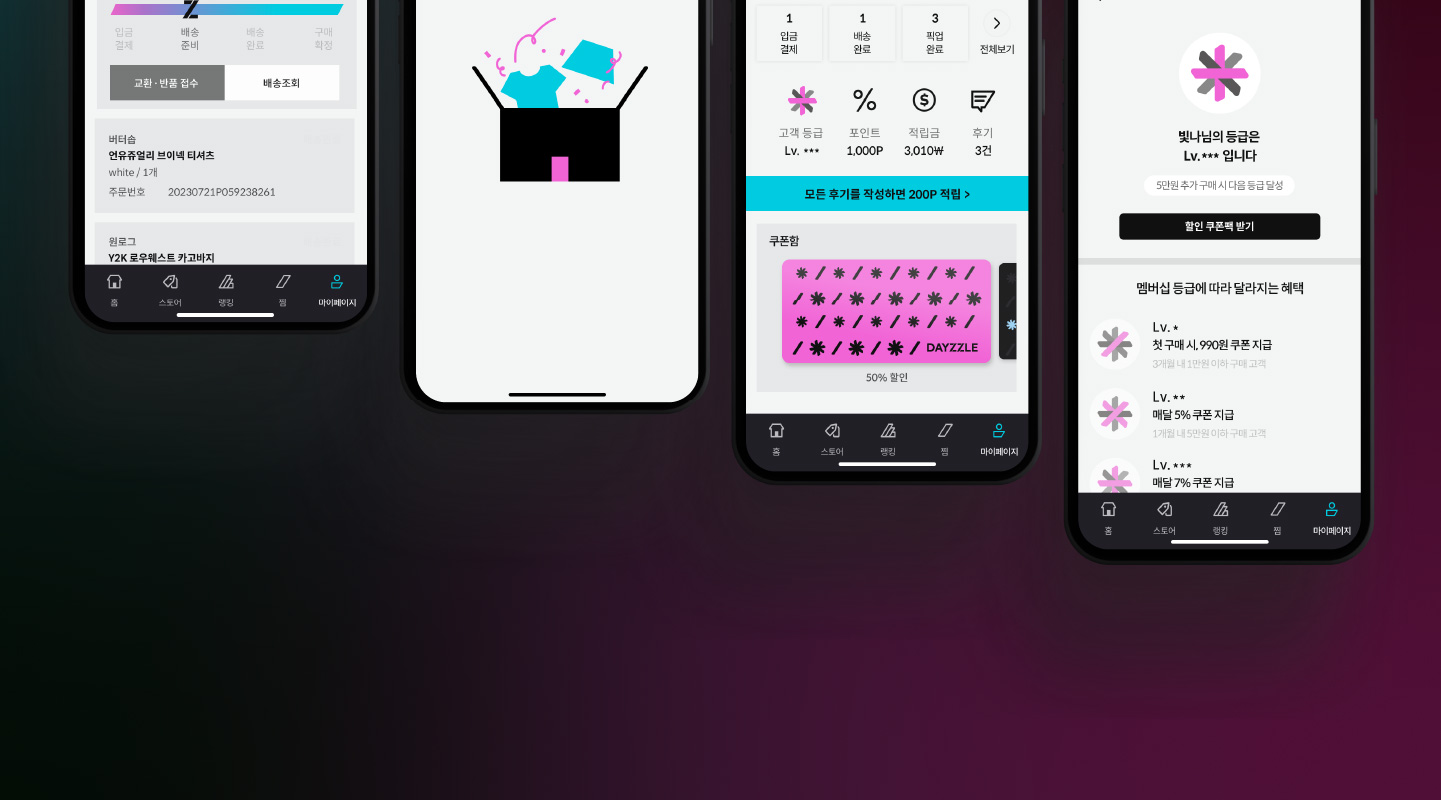 입금
결제
배송
준비
배송
완료
구매
확정
교환 · 반품 접수
배송조회
버터솝
언유쥬얼리 브이넥 티셔츠
white / 1개
주문번호 20230721P059238261
원로그
Y2K 로우웨스트 카고바지
홈 스토어 랭킹 찜 마이페이지
1
입금
결제
1
배송
완료
3
픽업
완료
전체보기
고객 등급
Lv. ⋆⋆⋆
포인트
1,000P
적립금
3,010₩
후기
3건
모든 후기를 작성하면 200P 적립 >
쿠폰함
DAYZZLE
50% 할인
홈 스토어 랭킹 찜 마이페이지
빛나님의 등급은
Lv.⋆⋆⋆ 입니다
5만원 추가 구매 시 다음 등급 달성
할인 쿠폰팩 받기
멤버십 등급에 따라 달라지는 혜택
Lv. ⋆
첫 구매 시, 990원 쿠폰 지급
3개월 내 1만원 이하 구매 고객
Lv. ⋆⋆
매달 5% 쿠폰 지급
1개월 내 5만원 이하 구매 고객
Lv. ⋆⋆⋆
매달 7% 쿠폰 지급
홈 스토어 랭킹 찜 마이페이지